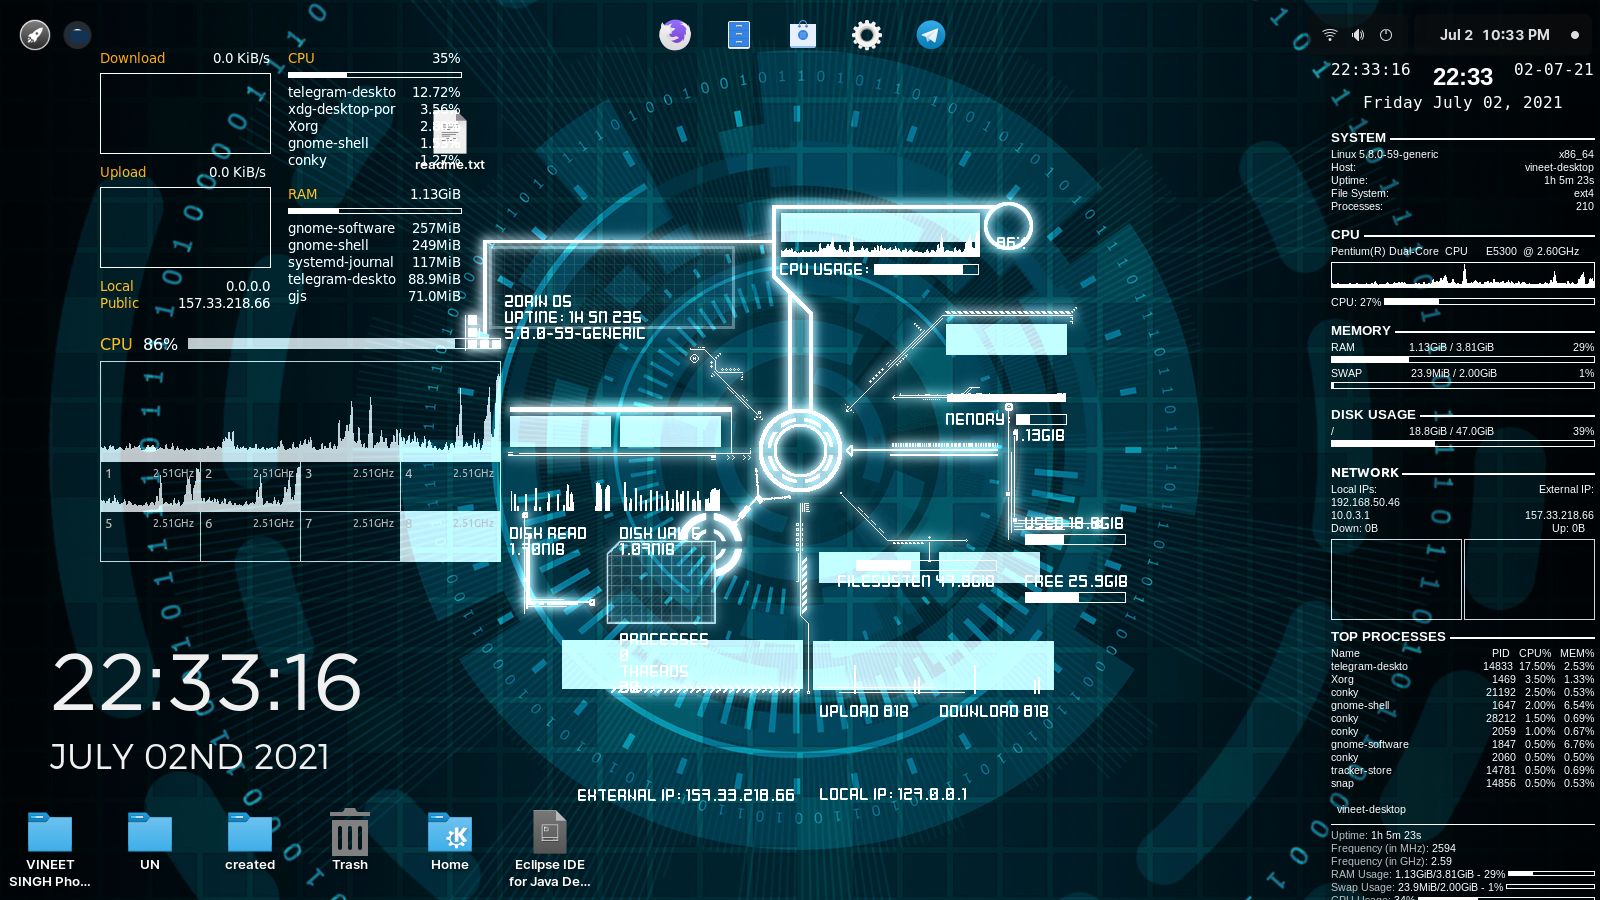 Jul 2 10:33 PM
Download 0.0 KiB/s
Upload 0.0 KiB/s
Local 0.0.0.0
Public 157.33.218.66
CPU 35%
telegram-deskto 12.72%
xdg-desktop-por 3.56%
Xorg
gnome-shell
conky 1.27%
readme.txt
RAM 1.13GiB
gnome-software 257MiB
gnome-shell 249MiB
systemd-journal 117MiB
telegram-deskto 88.9MiB
gjs 71.0MiB
CPU 86%
1 2.51GHz 2 2.51GHz 3 2.51GHz 4 2.51GHz
5 2.51GHz 6 2.51GHz 7 2.51GHz 8 2.51GHz
22:33:16
JULY 02ND 2021
VINEET SINGH Pho...
UN
created
Trash
Home
Eclipse IDE for Java De...
86%
CPU USAGE:
ZORIN OS
UPTIME: 1H 5M 23S
5.8.0-59-GENERIC
MEMORY:
1.13GIB
DISK READ
DISK WRITE
1.07MIB
USED 18.8GIB
FILESYSTEM 47.0GIB
FREE 25.9GIB
PROCESSES
0
THREADS
UPLOAD 81B
DOWNLOAD 81B
EXTERNAL IP: 157.33.218.66
LOCAL IP: 127.0.0.1
22:33:16 22:33 02-07-21
Friday July 02, 2021
SYSTEM
Linux 5.8.0-59-generic x86_64
Host: vineet-desktop
Uptime: 1h 5m 23s
File System: ext4
Processes: 210
CPU
Pentium(R) Dual-Core CPU E5300 @ 2.60GHz
CPU: 27%
MEMORY
RAM 1.13GiB / 3.81GiB 29%
SWAP 23.9MiB / 2.00GiB 1%
DISK USAGE
/ 18.8GiB / 47.0GiB 39%
NETWORK
Local IPs: External IP:
192.168.50.46
10.0.3.1 157.33.218.66
Down: 0B Up: 0B
TOP PROCESSES
Name PID CPU% MEM%
telegram-deskto 14833 17.50% 2.53%
Xorg 1469 3.50% 1.33%
conky 21192 2.50% 0.53%
gnome-shell 1647 2.00% 6.54%
conky 28212 1.50% 0.69%
conky 2059 1.00% 0.67%
gnome-software 1847 0.50% 6.76%
conky 2060 0.50% 0.50%
tracker-store 14781 0.50% 0.69%
snap 14856 0.50% 0.53%
vineet-desktop
Uptime: 1h 5m 23s
Frequency (in MHz): 2594
Frequency (in GHz): 2.59
RAM Usage: 1.13GiB/3.81GiB - 29%
Swap Usage: 23.9MiB/2.00GiB - 1%
CPU Usage: 34%